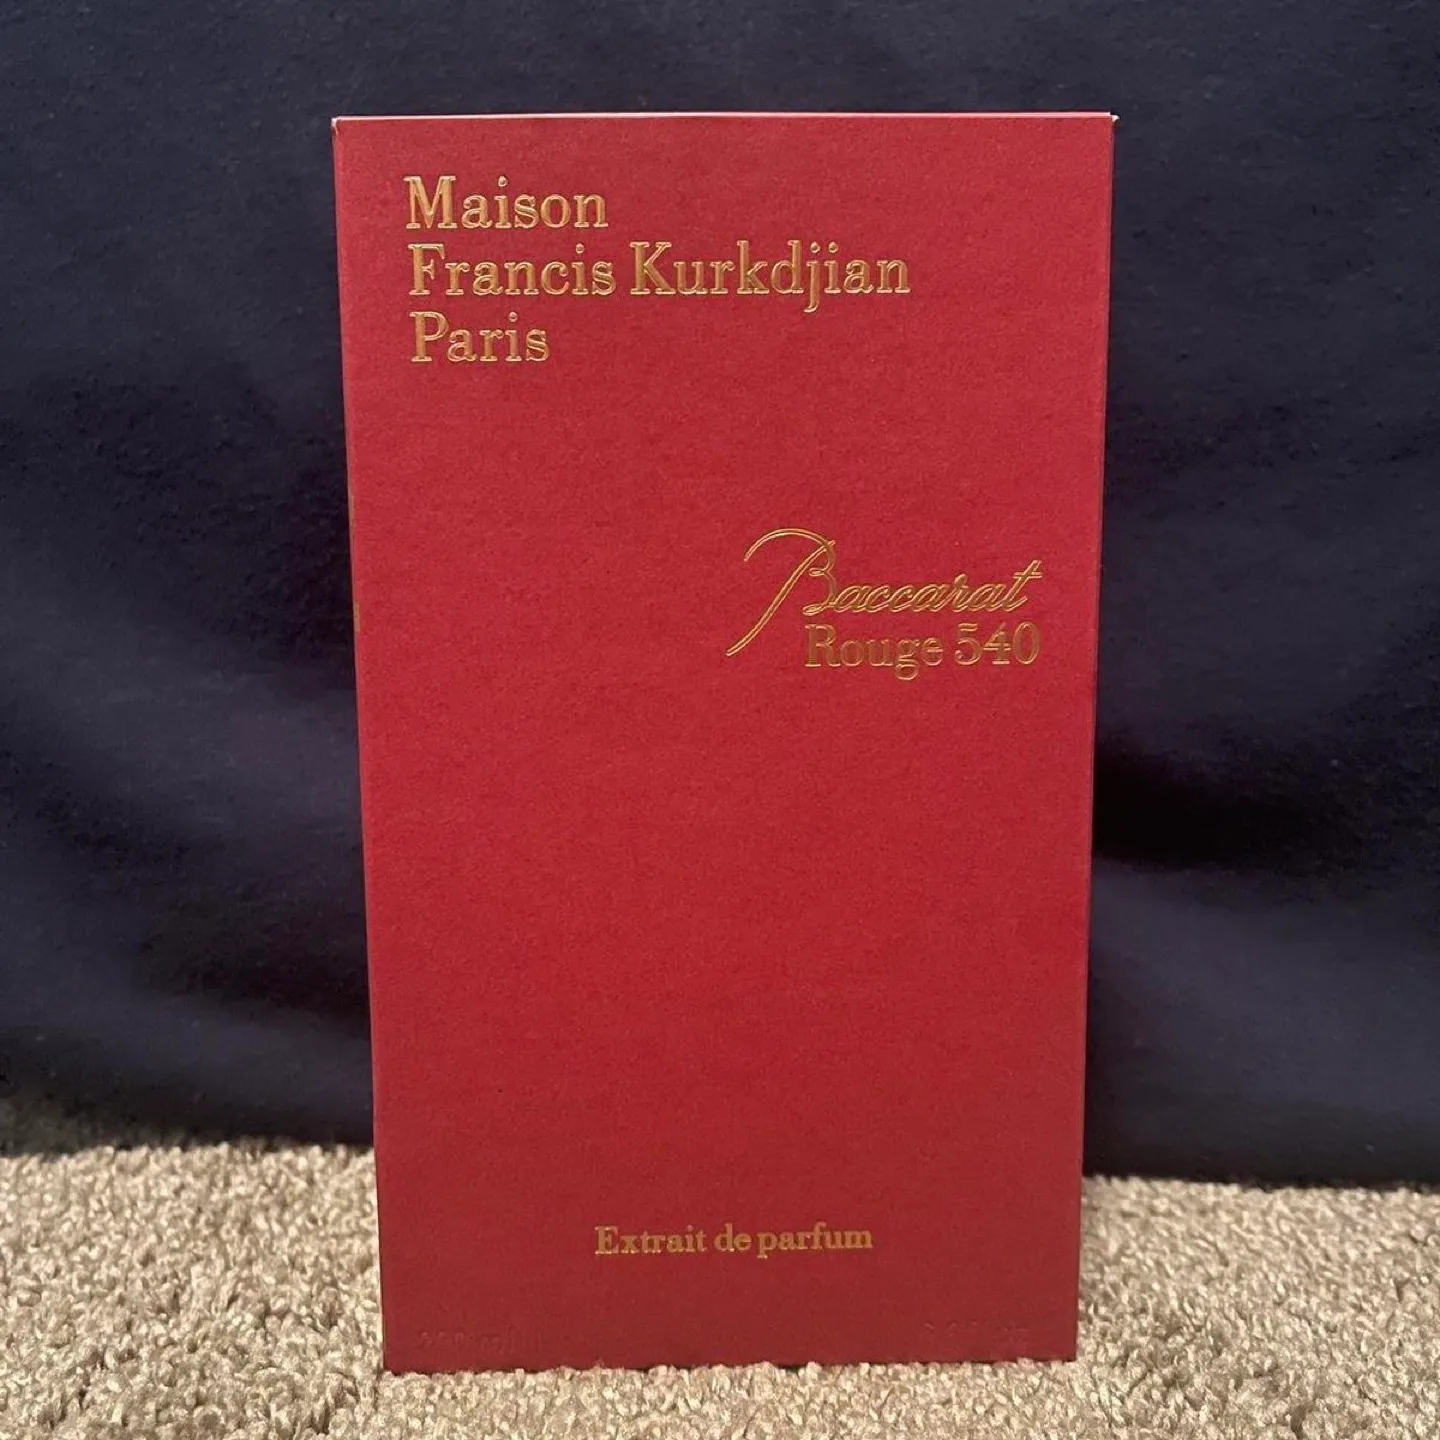 Maison
Francis Kurkdjian
Paris
Baccarat
Rouge 540
Extrait de parfum